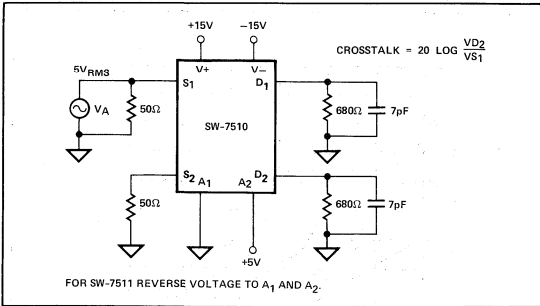 +15V
-15V
CROSSTALK = 20 LOG VD2
VS1
5VRMS
VA
50Ω
S1
V+
V−
D1
680Ω
7pF
SW-7510
S2
A1
A2
D2
50Ω
680Ω
7pF
+5V
FOR SW-7511 REVERSE VOLTAGE TO A1 AND A2.